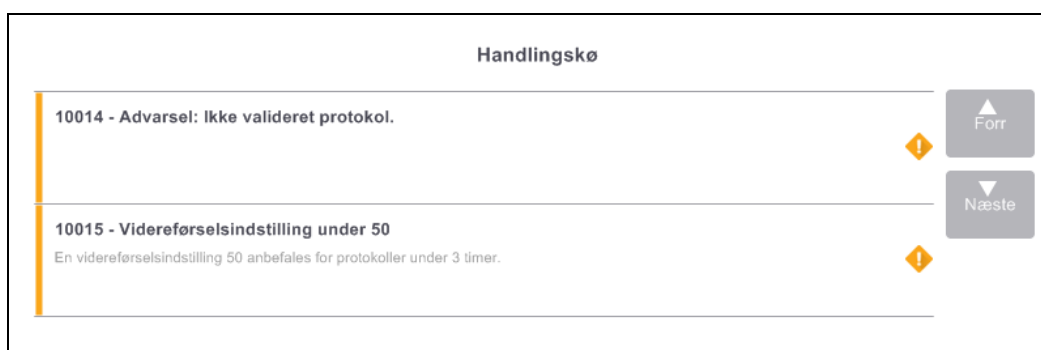 Handlingskø
10014 - Advarsel: Ikke valideret protokol.
Forr
10015 - Videreførselsindstilling under 50
En videreførselsindstilling 50 anbefales for protokoller under 3 timer.
Næste